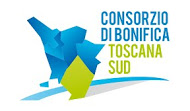 CONSORZIO
DI BONIFICA
TOSCANA
SUD